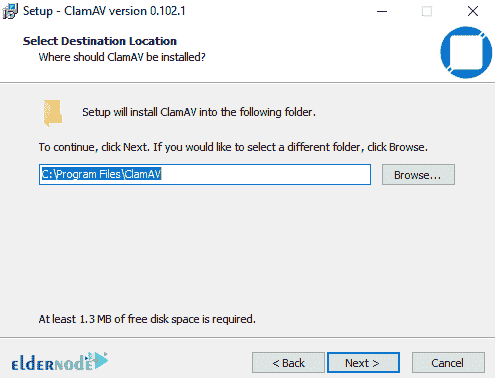 Setup - ClamAV version 0.102.1
Select Destination Location
Where should ClamAV be installed?
Setup will install ClamAV into the following folder.
To continue, click Next. If you would like to select a different folder, click Browse.
C:\Program Files\ClamAV
Browse...
At least 1.3 MB of free disk space is required.
elderNode
< Back
Next >
Cancel